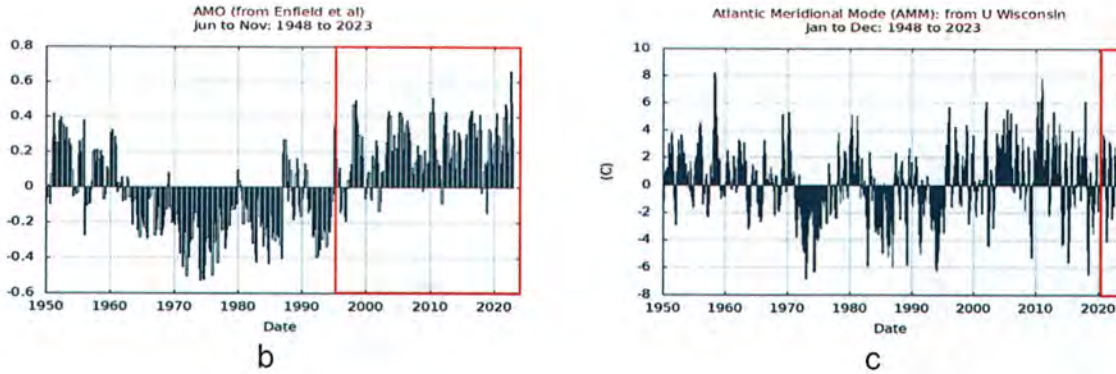 AMO (from Enfield et al)
Jun to Nov: 1948 to 2023
0.8
0.6
0.4
0.2
0
-0.2
-0.4
-0.6
1950 1960 1970 1980 1990 2000 2010 2020
Date
b
Atlantic Meridional Mode (AMM): from U Wisconsin
Jan to Dec: 1948 to 2023
(C)
10
8
6
4
2
0
-2
-4
-6
-8
1950 1960 1970 1980 1990 2000 2010 2020
Date
c